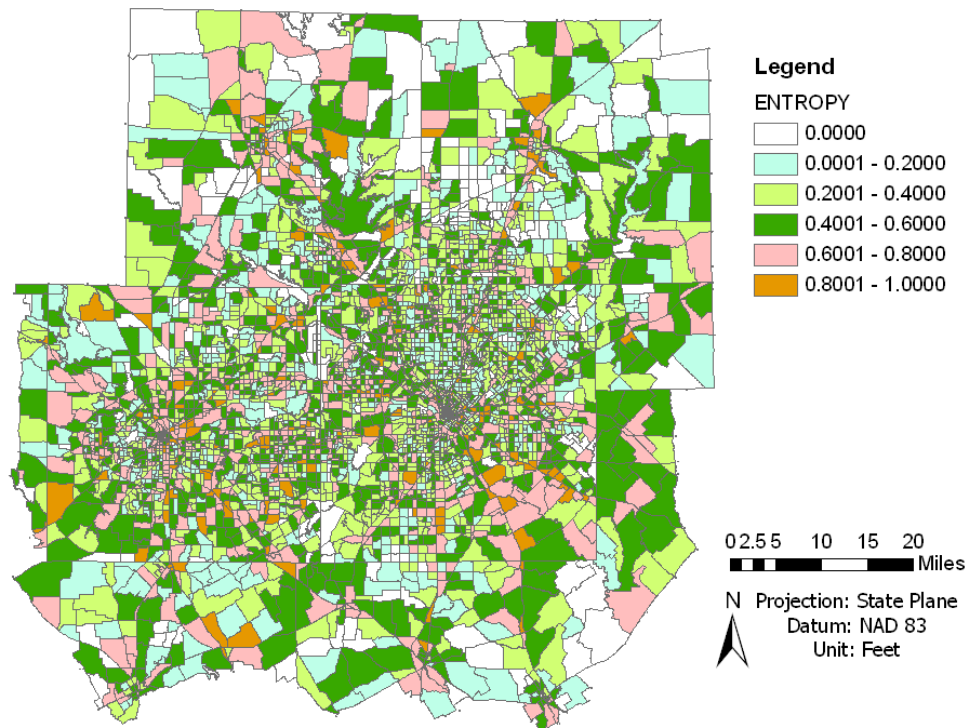 Legend
ENTROPY
0.0000
0.0001 - 0.2000
0.2001 - 0.4000
0.4001 - 0.6000
0.6001 - 0.8000
0.8001 - 1.0000
0 2.5 5 10 15 20
Miles
N
Projection: State Plane
Datum: NAD 83
Unit: Feet